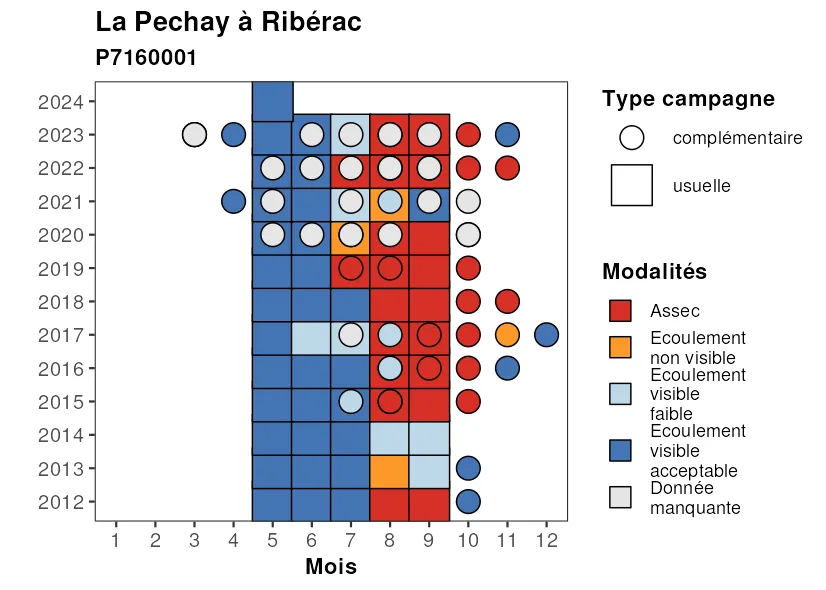 La Pechay à Ribérac
P7160001
2024
2023
2022
2021
2020
2019
2018
2017
2016
2015
2014
2013
2012
1 2 3 4 5 6 7 8 9 10 11 12
Mois
Type campagne
complémentaire
usuelle
Modalités
Assec
Ecoulement
non visible
Ecoulement
visible
faible
Ecoulement
visible
acceptable
Donnée
manquante